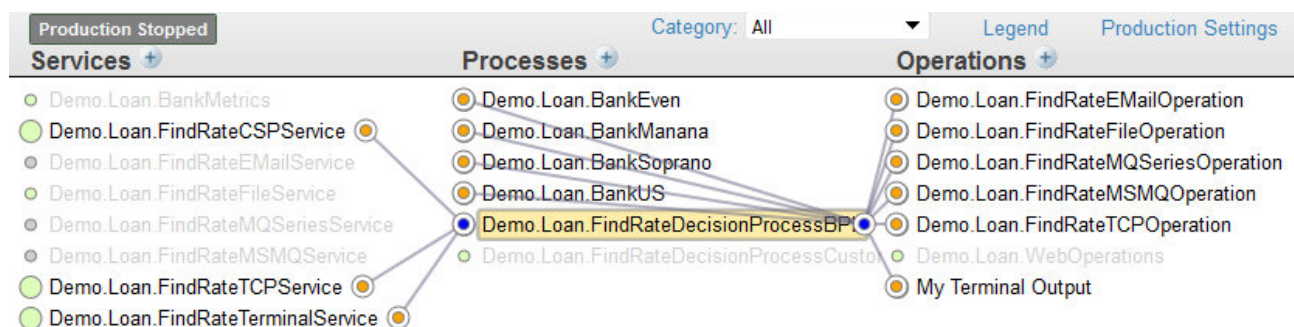 Production Stopped
Category: All
Legend
Production Settings
Services
Processes
Operations
Demo.Loan.BankMetrics
Demo.Loan.FindRateCSPService
Demo.Loan.FindRateEMailService
Demo.Loan.FindRateFileService
Demo.Loan.FindRateMQSeriesService
Demo.Loan.FindRateMSMQService
Demo.Loan.FindRateTCPService
Demo.Loan.FindRateTerminalService
Demo.Loan.BankEven
Demo.Loan.BankManana
Demo.Loan.BankSoprano
Demo.Loan.BankUS
Demo.Loan.FindRateDecisionProcessBP
Demo.Loan.FindRateDecisionProcessCusto
Demo.Loan.FindRateEMailOperation
Demo.Loan.FindRateFileOperation
Demo.Loan.FindRateMQSeriesOperation
Demo.Loan.FindRateMSMQOperation
Demo.Loan.FindRateTCPOperation
Demo.Loan.WebOperations
My Terminal Output